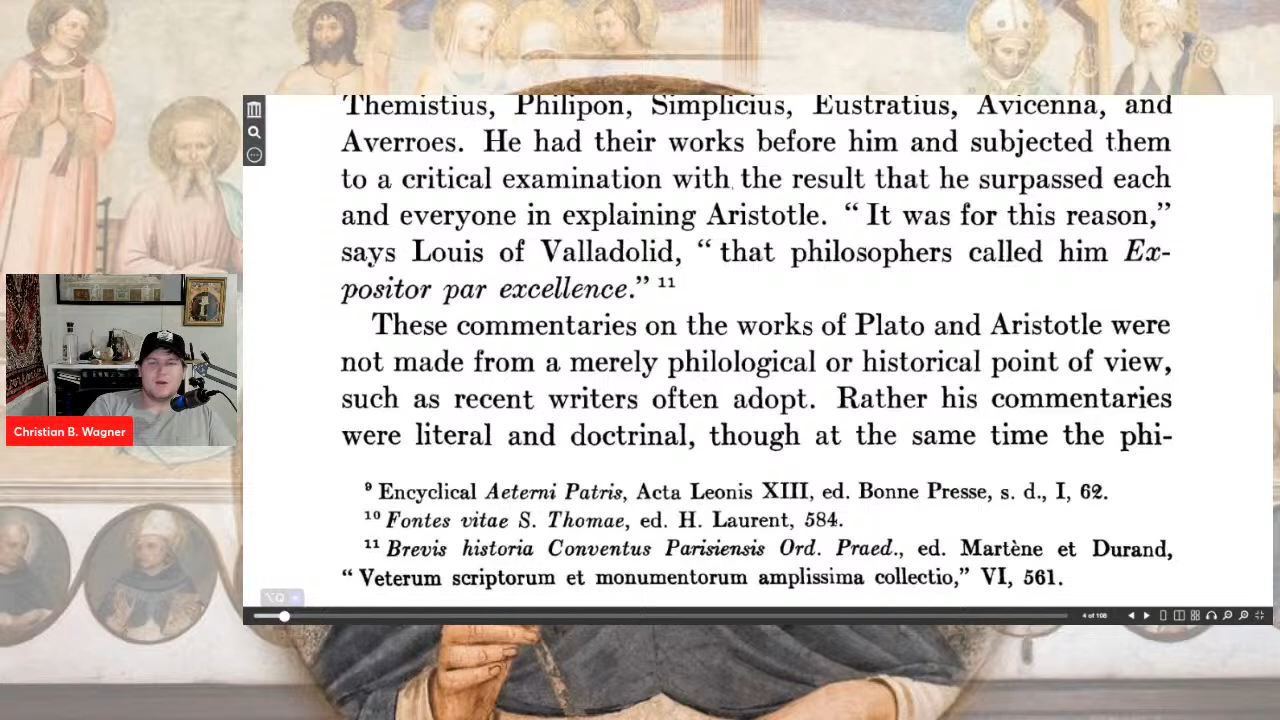 Themistius, Philipon, Simplicius, Eustratius, Avicenna, and
Averroes. He had their works before him and subjected them
to a critical examination with the result that he surpassed each
and everyone in explaining Aristotle. “ It was for this reason,”
says Louis of Valladolid, “ that philosophers called him Ex-
positor par excellence.” 11
These commentaries on the works of Plato and Aristotle were
not made from a merely philological or historical point of view,
such as recent writers often adopt. Rather his commentaries
were literal and doctrinal, though at the same time the phi-
9 Encyclical Aeterni Patris, Acta Leonis XIII, ed. Bonne Presse, s. d., I, 62.
10 Fontes vitae S. Thomae, ed. H. Laurent, 584.
11 Brevis historia Conventus Parisiensis Ord. Praed., ed. Martène et Durand,
“ Veterum scriptorum et monumentorum amplissima collectio,” VI, 561.
Christian B. Wagner
4 of 108